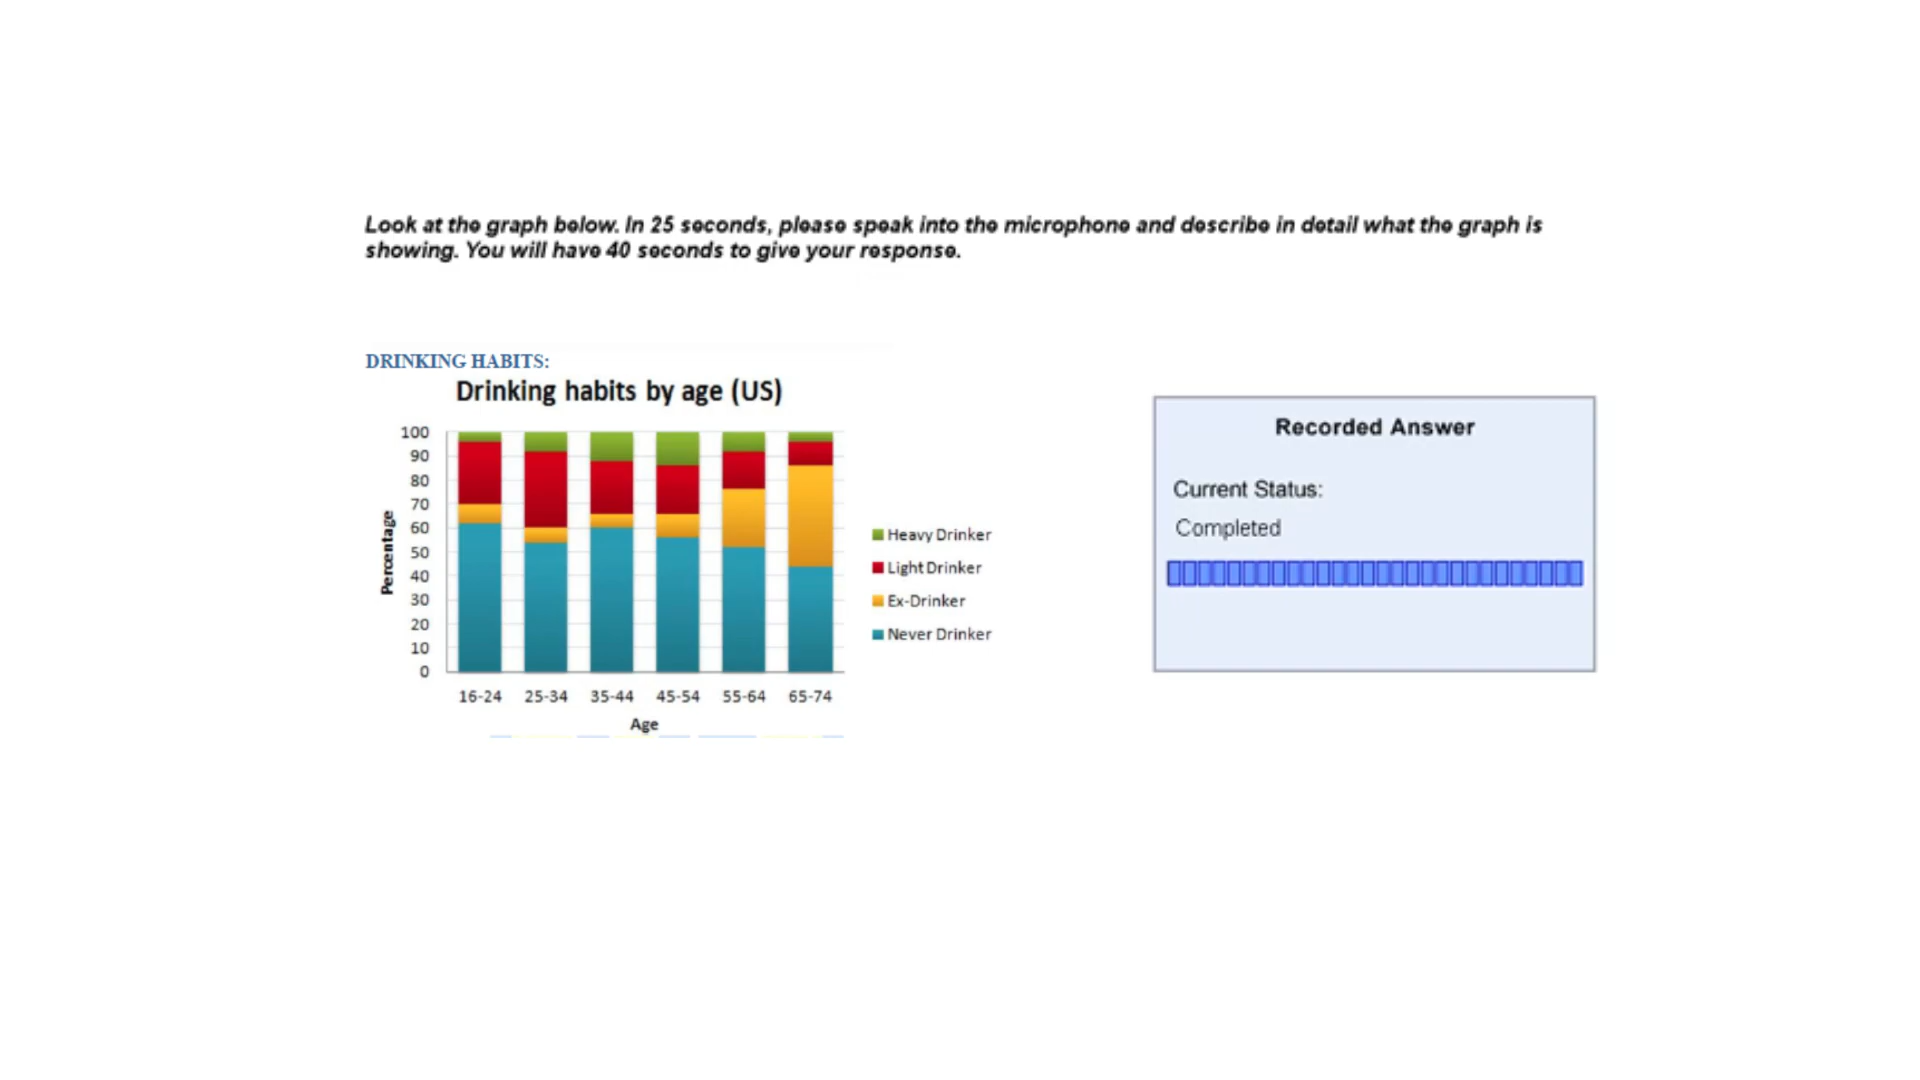 Look at the graph below. In 25 seconds, please speak into the microphone and describe in detail what the graph is
showing. You will have 40 seconds to give your response.
DRINKING HABITS:
Drinking habits by age (US)
100
90
80
70
60
50
40
30
20
10
0
Percentage
16-24 25-34 35-44 45-54 55-64 65-74
Age
Heavy Drinker
Light Drinker
Ex-Drinker
Never Drinker
Recorded Answer
Current Status:
Completed